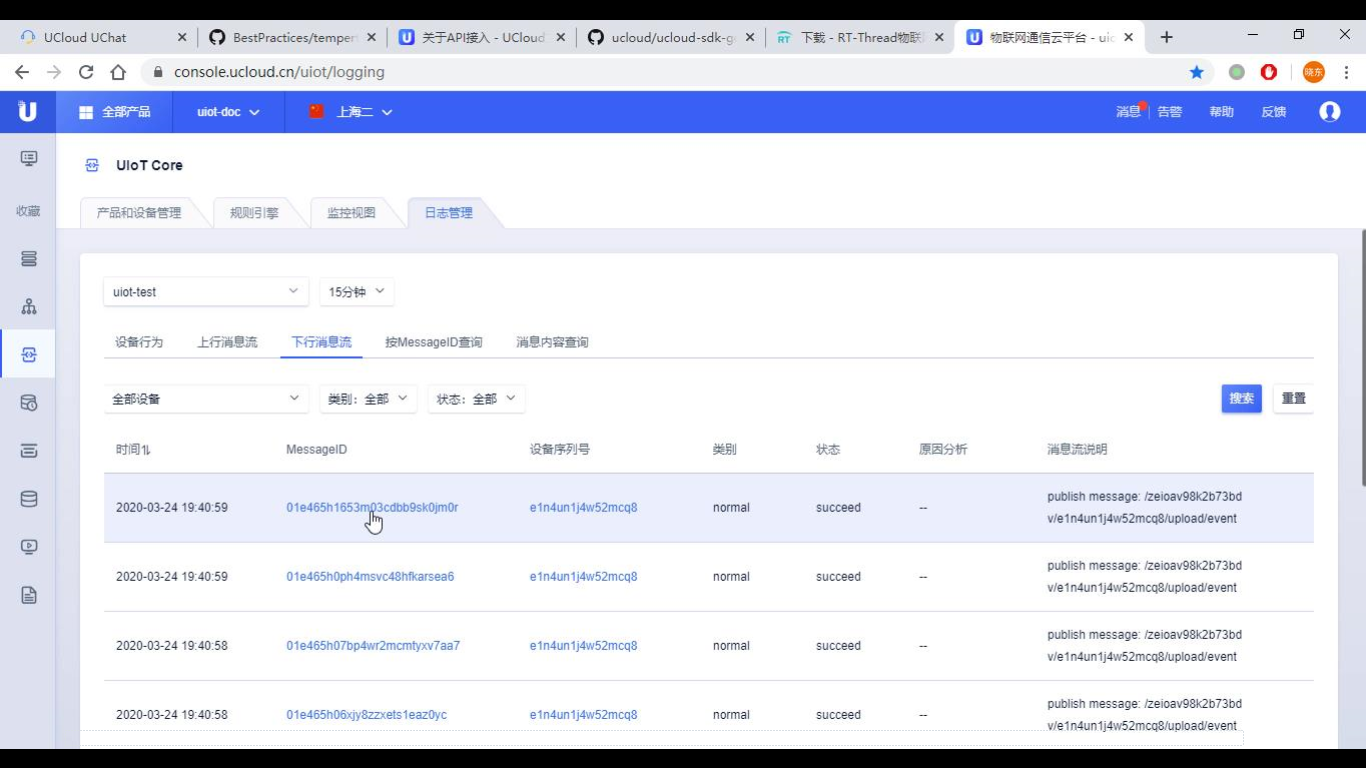 UCloud UChat
BestPractices/tempert
关于API接入 - UCloud
ucloud/ucloud-sdk-g
下载 - RT-Thread物联
物联网通信云平台 - uio
console.ucloud.cn/uiot/logging
晓东
全部产品
uiot-doc
上海二
消息
告警
帮助
反馈
UIoT Core
收藏
产品和设备管理
规则引擎
监控视图
日志管理
uiot-test
15分钟
设备行为
上行消息流
下行消息流
按MessageID查询
消息内容查询
全部设备
类别：全部
状态：全部
搜索
重置
时间
MessageID
设备序列号
类别
状态
原因分析
消息流说明
2020-03-24 19:40:59
01e465h1653m03cdbb9sk0jm0r
e1n4un1j4w52mcq8
normal
succeed
--
publish message: /zeioav98k2b73bd
v/e1n4un1j4w52mcq8/upload/event
2020-03-24 19:40:59
01e465h0ph4msvc48hfkarsea6
e1n4un1j4w52mcq8
normal
succeed
--
publish message: /zeioav98k2b73bd
v/e1n4un1j4w52mcq8/upload/event
2020-03-24 19:40:58
01e465h07bp4wr2mcmtyxv7aa7
e1n4un1j4w52mcq8
normal
succeed
--
publish message: /zeioav98k2b73bd
v/e1n4un1j4w52mcq8/upload/event
2020-03-24 19:40:58
01e465h06xjy8zzxets1eaz0yc
e1n4un1j4w52mcq8
normal
succeed
--
publish message: /zeioav98k2b73bd
v/e1n4un1j4w52mcq8/upload/event